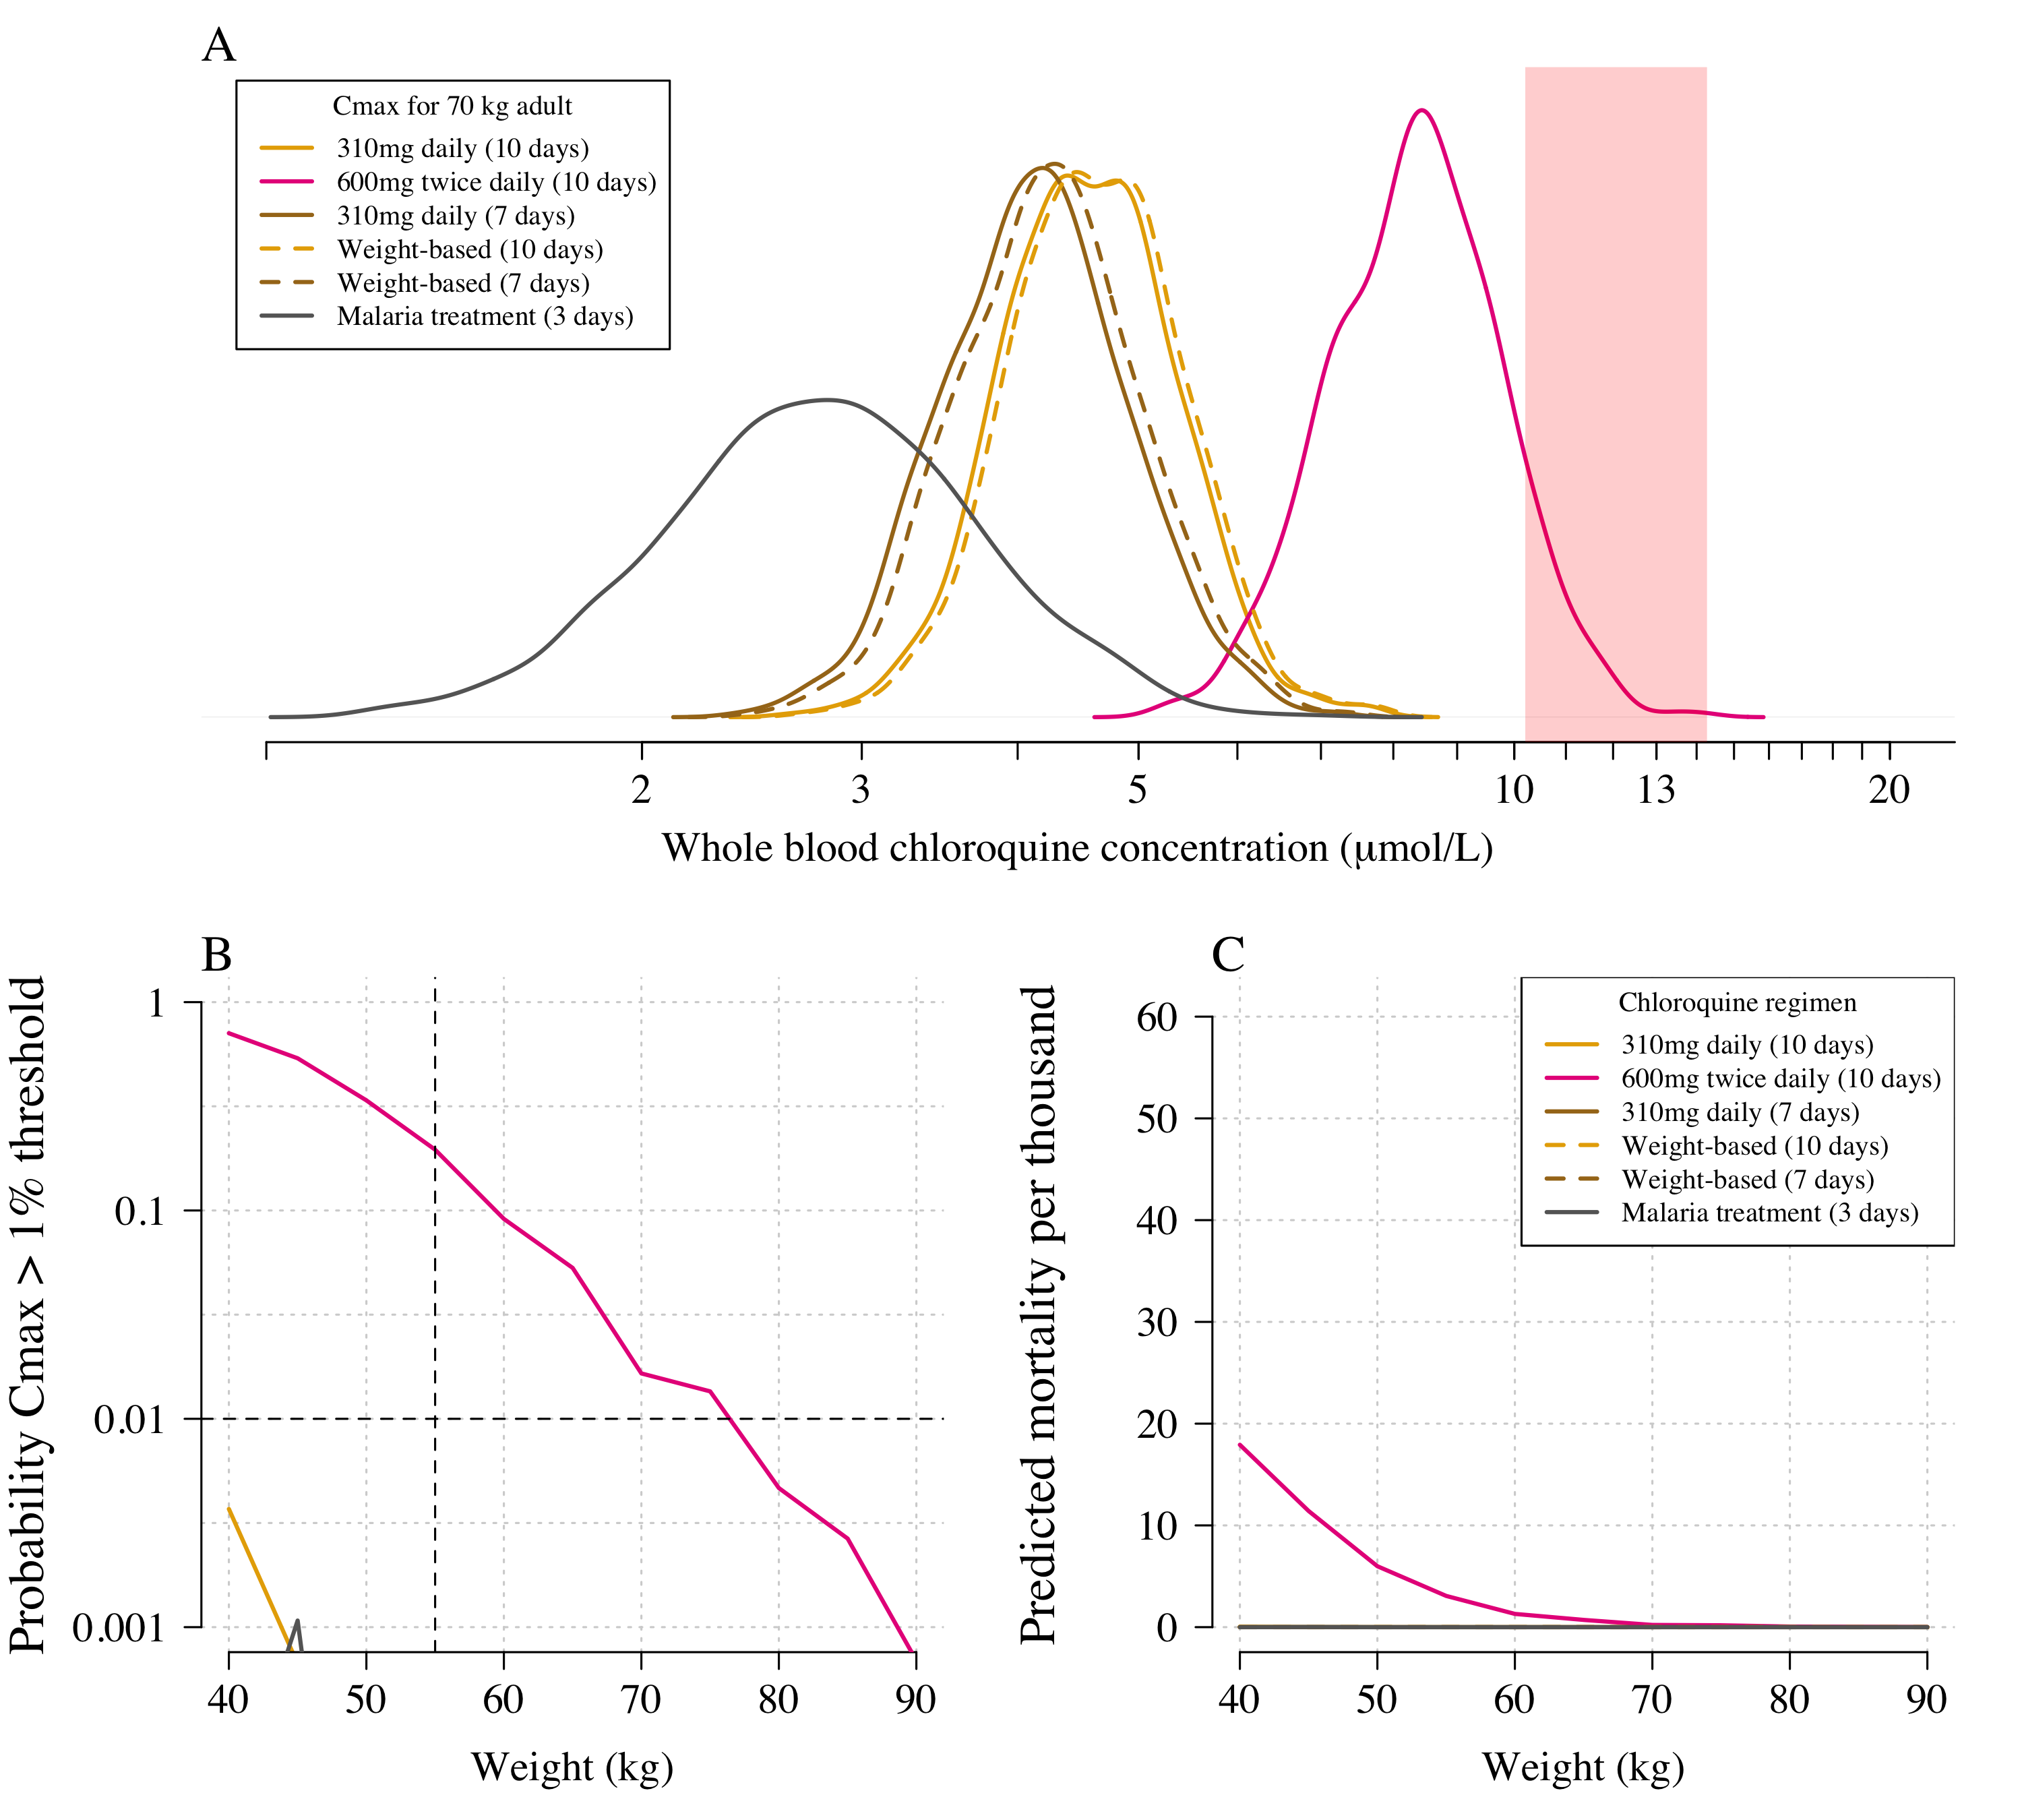 A
Cmax for 70 kg adult
310mg daily (10 days)
600mg twice daily (10 days)
310mg daily (7 days)
Weight-based (10 days)
Weight-based (7 days)
Malaria treatment (3 days)
2 3 5 10 13 20
Whole blood chloroquine concentration (μmol/L)
B
Probability Cmax > 1% threshold
1
0.1
0.01
0.001
40 50 60 70 80 90
Weight (kg)
C
Predicted mortality per thousand
60
50
40
30
20
10
0
Chloroquine regimen
310mg daily (10 days)
600mg twice daily (10 days)
310mg daily (7 days)
Weight-based (10 days)
Weight-based (7 days)
Malaria treatment (3 days)
40 50 60 70 80 90
Weight (kg)